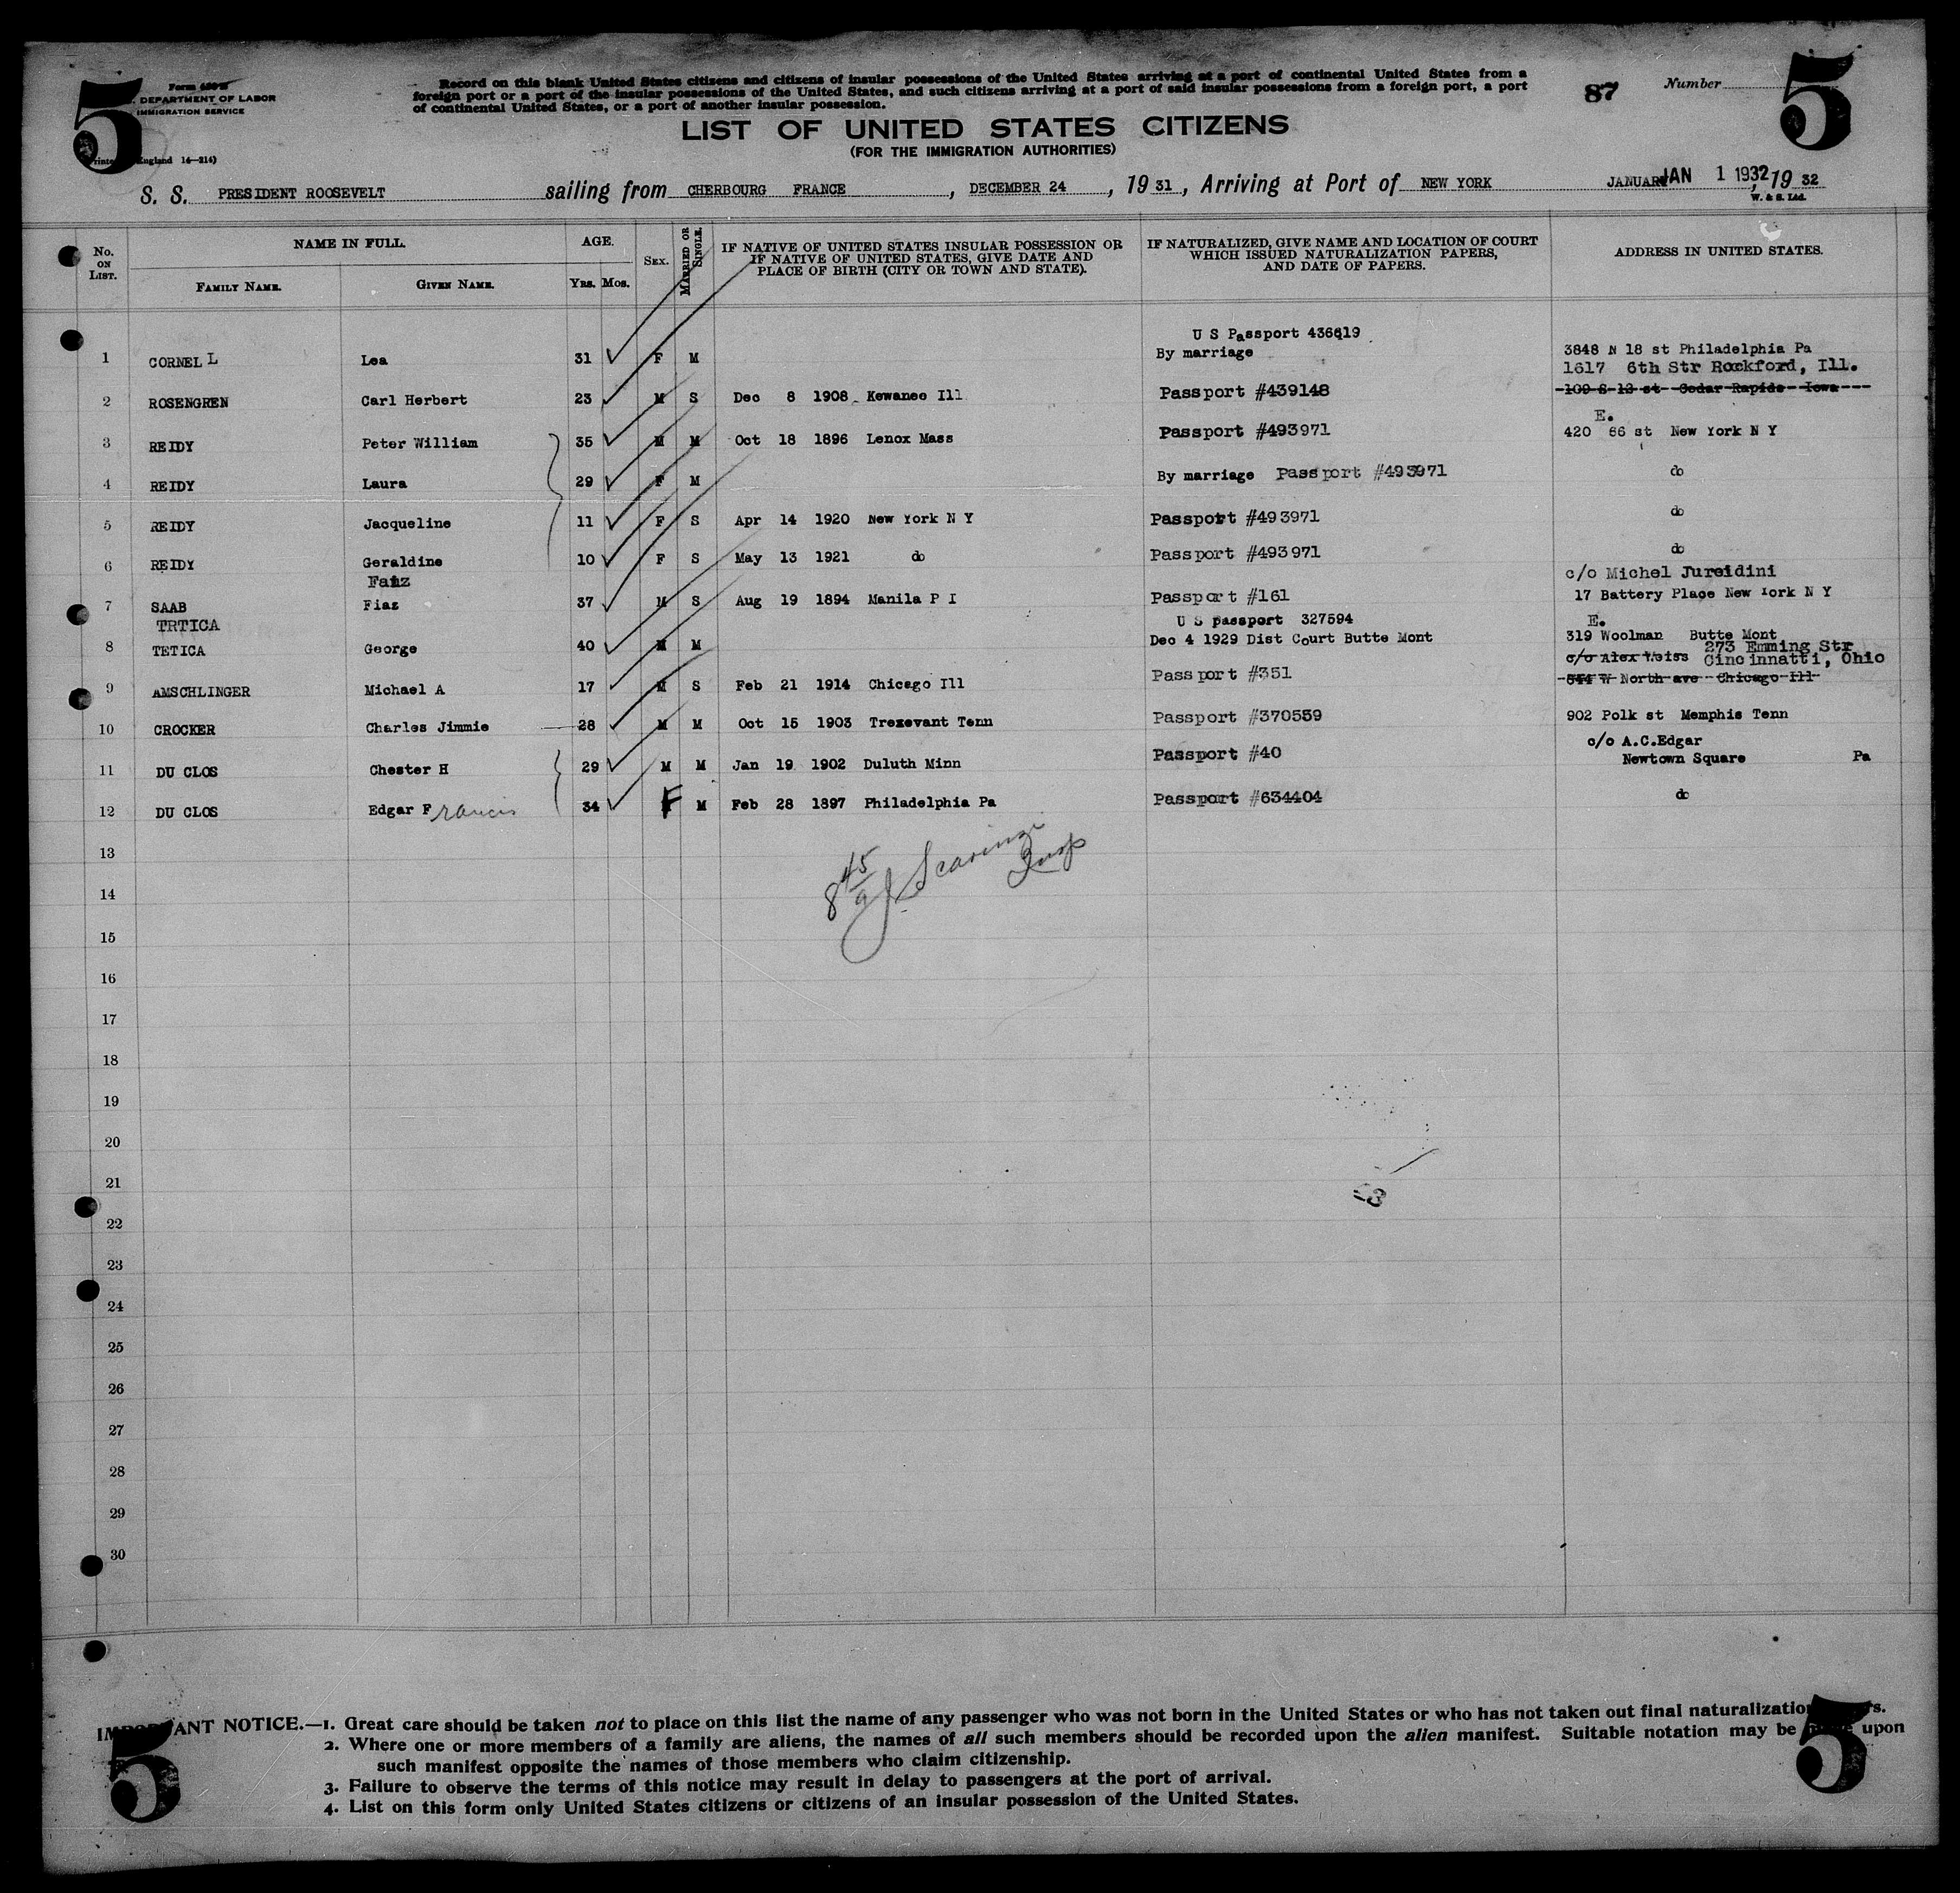 5
5
Form
DEPARTMENT OF LABOR
IMMIGRATION SERVICE
England 14—214)
Record on this blank United States citizens and citizens of insular possessions of the United States arriving at a port of continental United States from a
foreign port or a port of the insular possessions of the United States, and such citizens arriving at a port of said insular possessions from a foreign port, a port
of continental United States, or a port of another insular possession.
87
Number
LIST OF UNITED STATES CITIZENS
(FOR THE IMMIGRATION AUTHORITIES)
S. S. PRESIDENT ROOSEVELT sailing from CHERBOURG FRANCE, DECEMBER 24, 19 31, Arriving at Port of NEW YORK JANUARY JAN 1 1932, 19 32
W. & S. Ltd.
No. ON LIST. NAME IN FULL. FAMILY NAME. GIVEN NAME. AGE. Yrs. Mos. SEX. MARRIED OR SINGLE.
IF NATIVE OF UNITED STATES INSULAR POSSESSION OR
IF NATIVE OF UNITED STATES, GIVE DATE AND
PLACE OF BIRTH (CITY OR TOWN AND STATE).
IF NATURALIZED, GIVE NAME AND LOCATION OF COURT
WHICH ISSUED NATURALIZATION PAPERS,
AND DATE OF PAPERS.
ADDRESS IN UNITED STATES.
U S Passport 436619
1 CORNELL Lea 31 F M By marriage 3848 N 18 st Philadelphia Pa
1617 6th Str Rockford, Ill.
2 ROSENGREN Carl Herbert 23 M S Dec 8 1908 Kewanee Ill Passport #439148 109 S 12 st Cedar Rapids Iowa
E.
3 REIDY Peter William 35 M M Oct 18 1896 Lenox Mass Passport #493971 420 66 st New York N Y
4 REIDY Laura 29 F M By marriage Passport #493971 do
5 REIDY Jacqueline 11 F S Apr 14 1920 New York N Y Passport #493971 do
6 REIDY Geraldine 10 F S May 13 1921 do Passport #493971 do
Faiz c/o Michel Jureidini
7 SAAB Fiaz 37 M S Aug 19 1894 Manila P I Passport #161 17 Battery Place New York N Y
TRTICA U S passport 327594 E.
8 TETICA George 40 M M Dec 4 1929 Dist Court Butte Mont 319 Woolman Butte Mont
c/o Alex Weiss 273 Emming Str
Cincinnatti, Ohio
9 AMSCHLINGER Michael A 17 M S Feb 21 1914 Chicago Ill Passport #351 544 W North ave Chicago Ill
10 CROCKER Charles Jimmie 28 M M Oct 15 1903 Trezevant Tenn Passport #370559 902 Polk st Memphis Tenn
c/o A.C.Edgar
11 DU CLOS Chester H 29 M M Jan 19 1902 Duluth Minn Passport #40 Newtown Square Pa
12 DU CLOS Edgar Francis 34 F M Feb 28 1897 Philadelphia Pa Passport #634404 do
13
8 45
Insp
14
15
16
17
18
19
20
21
22
23
24
25
26
27
28
29
30
IMPORTANT NOTICE.—1. Great care should be taken not to place on this list the name of any passenger who was not born in the United States or who has not taken out final naturalization papers.
2. Where one or more members of a family are aliens, the names of all such members should be recorded upon the alien manifest. Suitable notation may be made upon
such manifest opposite the names of those members who claim citizenship.
3. Failure to observe the terms of this notice may result in delay to passengers at the port of arrival.
4. List on this form only United States citizens or citizens of an insular possession of the United States.
5
5